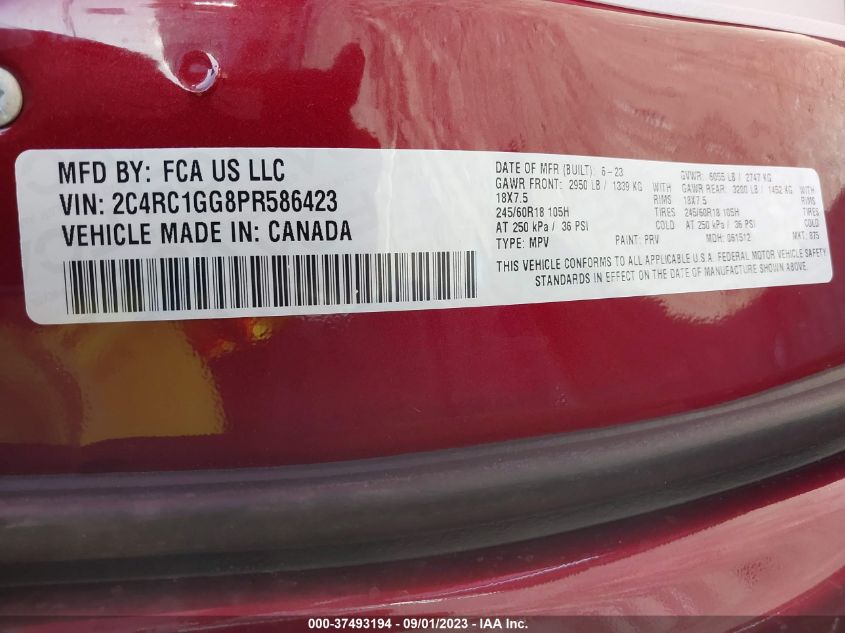 MFD BY: FCA US LLC
VIN: 2C4RC1GG8PR586423
VEHICLE MADE IN: CANADA
DATE OF MFR (BUILT): 6-23 GVWR: 6055 LB / 2747 KG
GAWR FRONT: 2950 LB / 1339 KG WITH GAWR REAR: 3200 LB / 1452 KG WITH
18X7.5 RIMS 18X7.5 RIMS
245/60R18 105H TIRES 245/60R18 105H TIRES
AT 250 kPa / 36 PSI COLD AT 250 kPa / 36 PSI COLD
TYPE: MPV PAINT: PRV MDH: 061512 MKT: 875
THIS VEHICLE CONFORMS TO ALL APPLICABLE U.S.A. FEDERAL MOTOR VEHICLE SAFETY
STANDARDS IN EFFECT ON THE DATE OF MANUFACTURE SHOWN ABOVE.
000-37493194 - 09/01/2023 - IAA Inc.